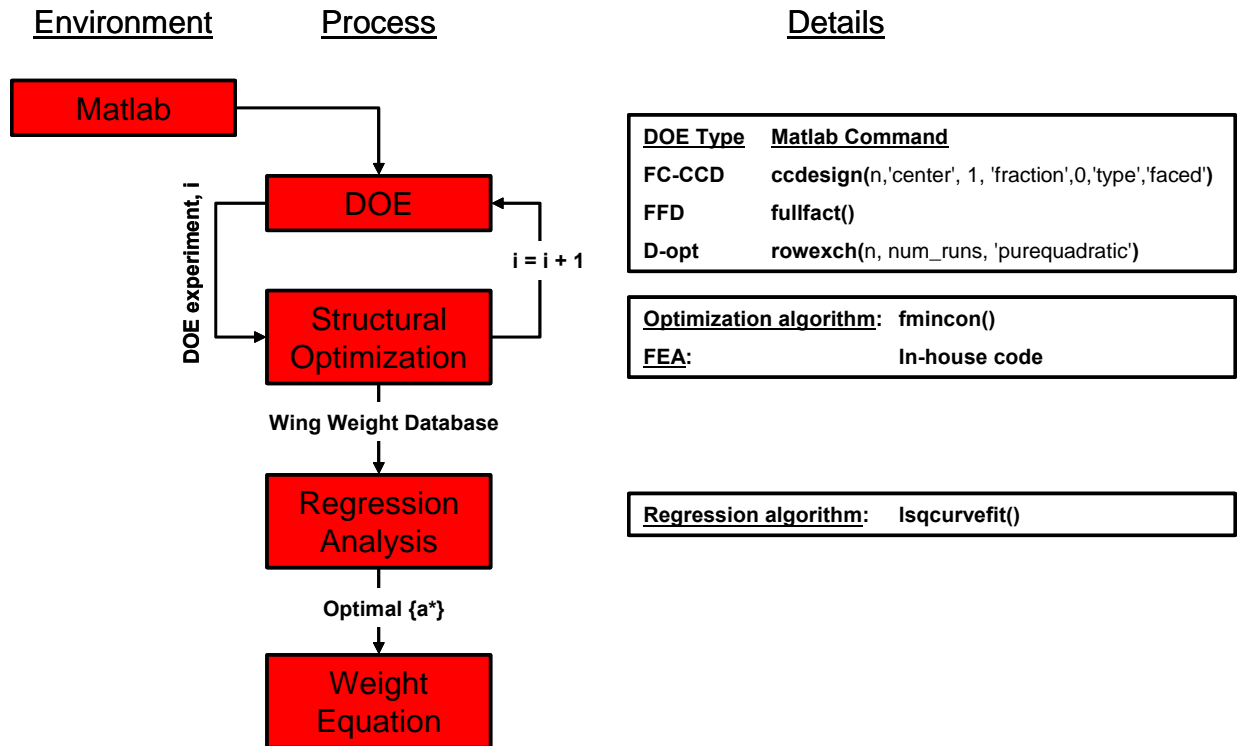 Environment
Process
Details
Matlab
DOE
DOE experiment, i
i = i + 1
Structural
Optimization
Wing Weight Database
Regression
Analysis
Optimal {a*}
Weight
Equation
DOE Type Matlab Command
FC-CCD ccdesign(n,'center', 1, 'fraction',0,'type','faced')
FFD fullfact()
D-opt rowexch(n, num_runs, 'purequadratic')
Optimization algorithm: fmincon()
FEA: In-house code
Regression algorithm: lsqcurvefit()